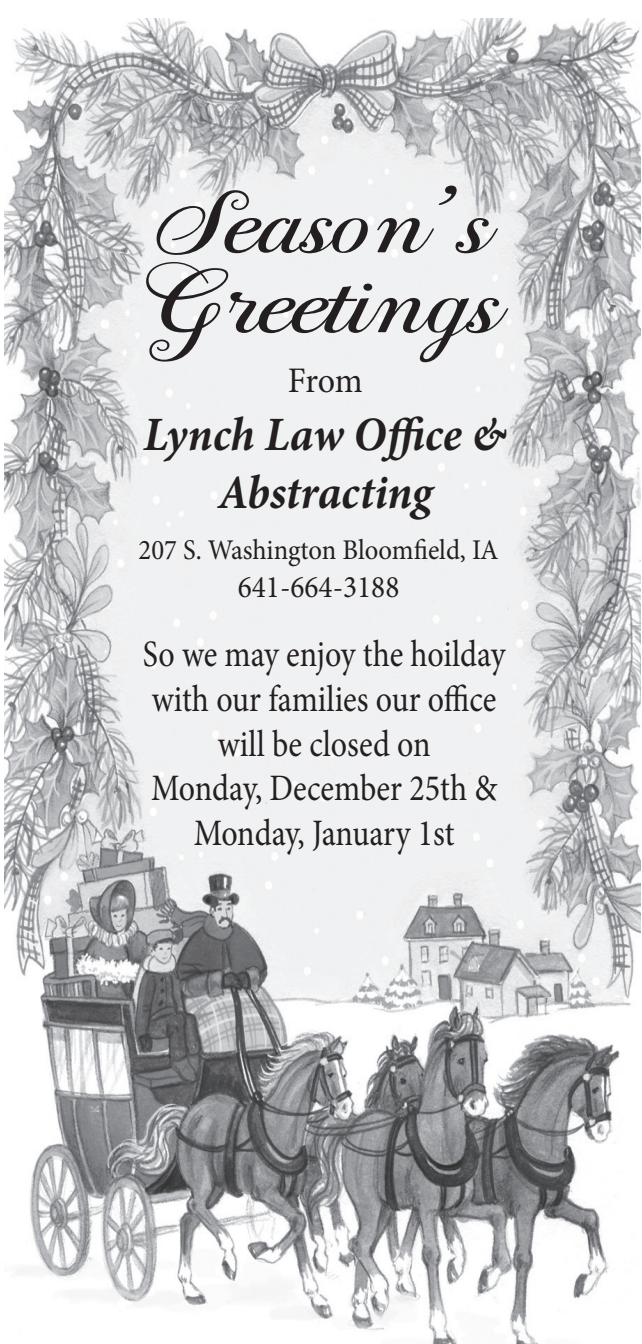 Season's
Greetings
From
Lynch Law Office &
Abstracting
207 S. Washington Bloomfield, IA
641-664-3188
So we may enjoy the hoilday
with our families our office
will be closed on
Monday, December 25th &
Monday, January 1st